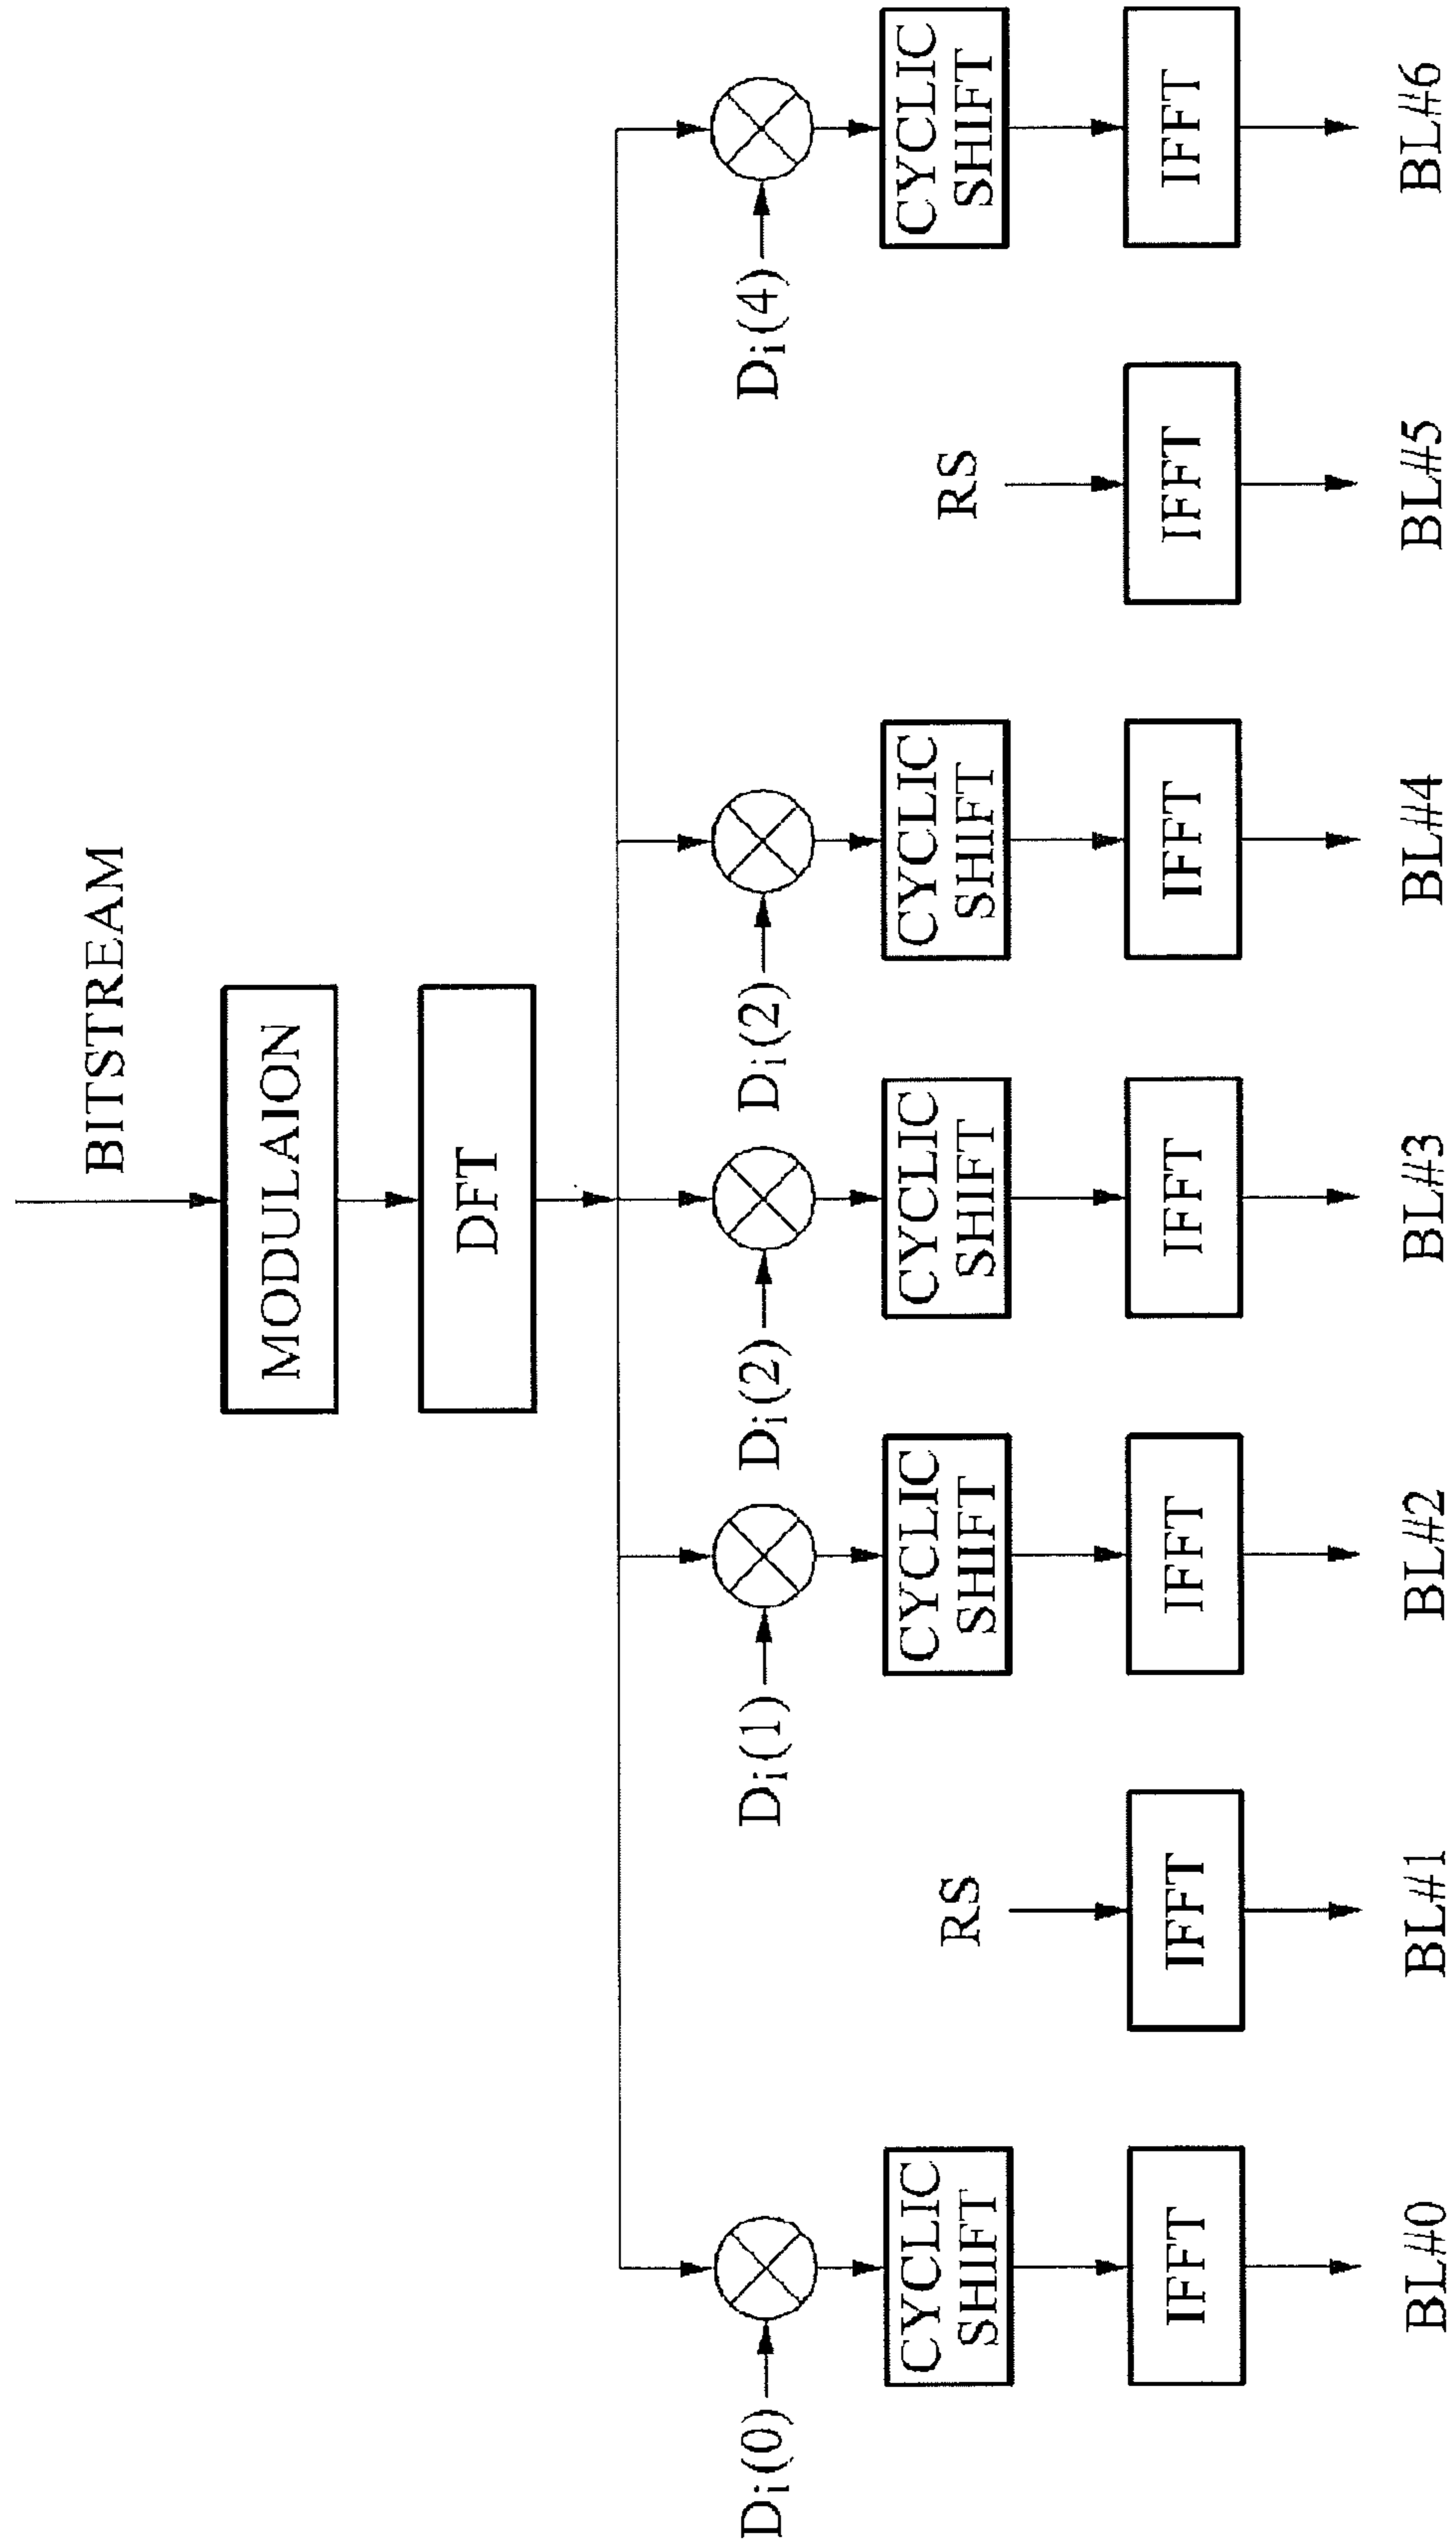 BITSTREAM
MODULAION
DFT
Di(0)
Di(1)
Di(2)
Di(2)
Di(4)
CYCLIC
SHIFT
RS
CYCLIC
SHIFT
CYCLIC
SHIFT
CYCLIC
SHIFT
RS
CYCLIC
SHIFT
IFFT
IFFT
IFFT
IFFT
IFFT
IFFT
IFFT
BL#0
BL#1
BL#2
BL#3
BL#4
BL#5
BL#6